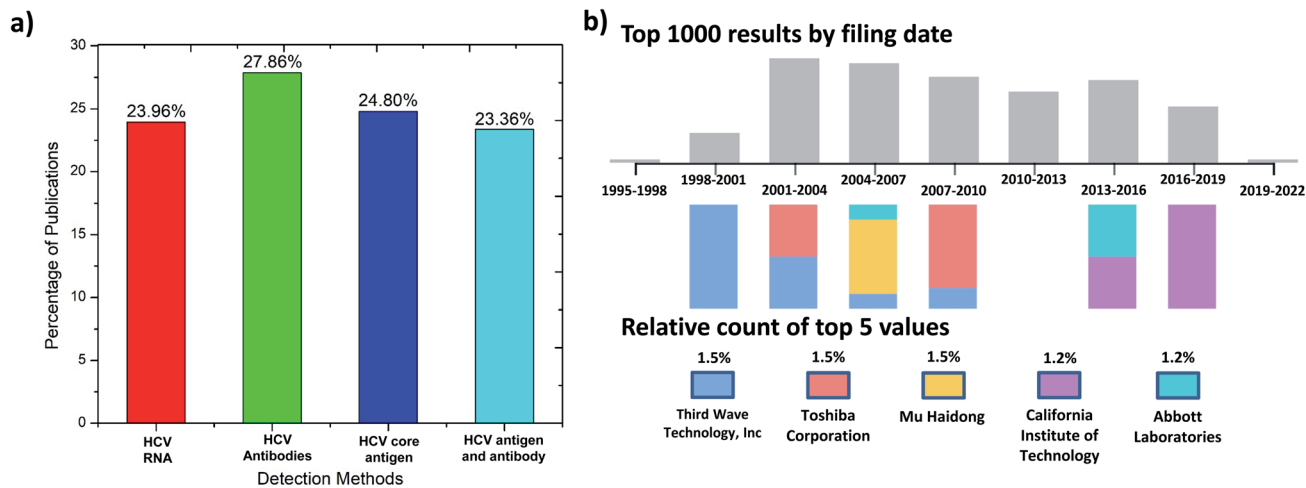 a)
30
25
20
15
10
5
0
Percentage of Publications
23.96%
27.86%
24.80%
23.36%
HCV
RNA
HCV
Antibodies
HCV core
antigen
HCV antigen
and antibody
Detection Methods
b)
Top 1000 results by filing date
1995-1998
1998-2001
2001-2004
2004-2007
2007-2010
2010-2013
2013-2016
2016-2019
2019-2022
Relative count of top 5 values
1.5%
1.5%
1.5%
1.2%
1.2%
Third Wave
Technology, Inc
Toshiba
Corporation
Mu Haidong
California
Institute of
Technology
Abbott
Laboratories